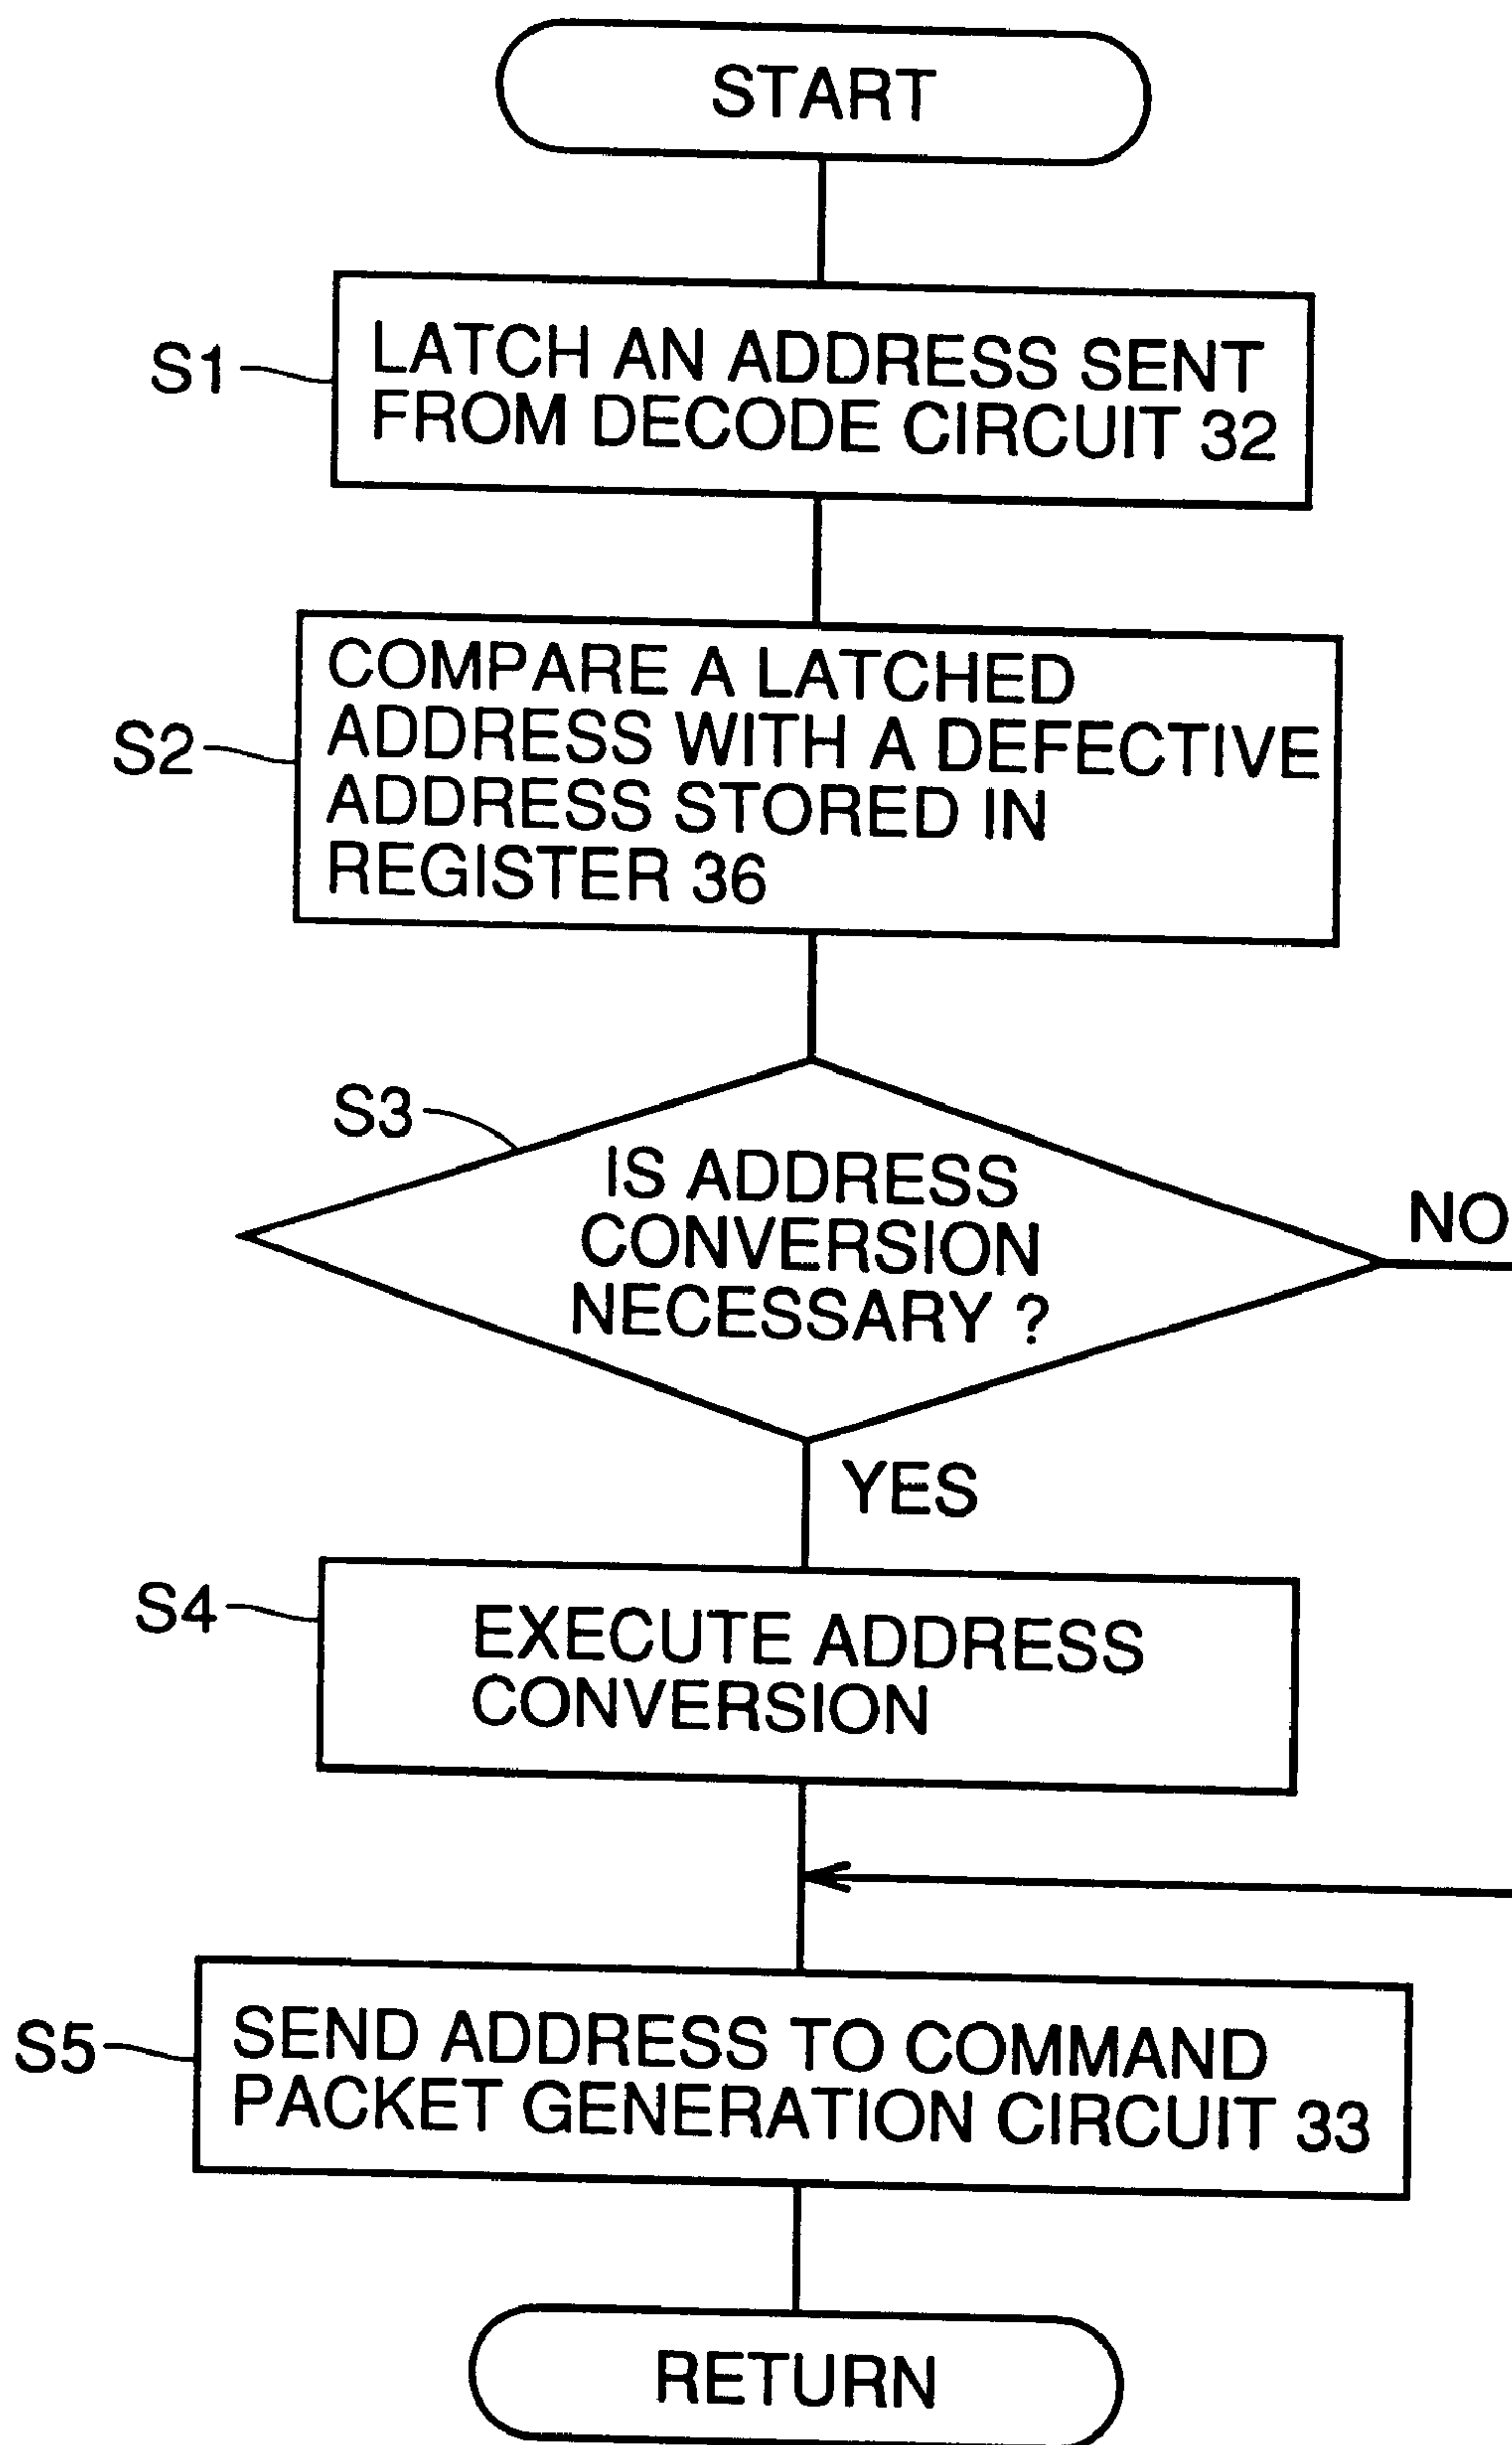 START
S1
LATCH AN ADDRESS SENT
FROM DECODE CIRCUIT 32
S2
COMPARE A LATCHED
ADDRESS WITH A DEFECTIVE
ADDRESS STORED IN
REGISTER 36
S3
IS ADDRESS
CONVERSION
NECESSARY ?
NO
YES
S4
EXECUTE ADDRESS
CONVERSION
S5
SEND ADDRESS TO COMMAND
PACKET GENERATION CIRCUIT 33
RETURN